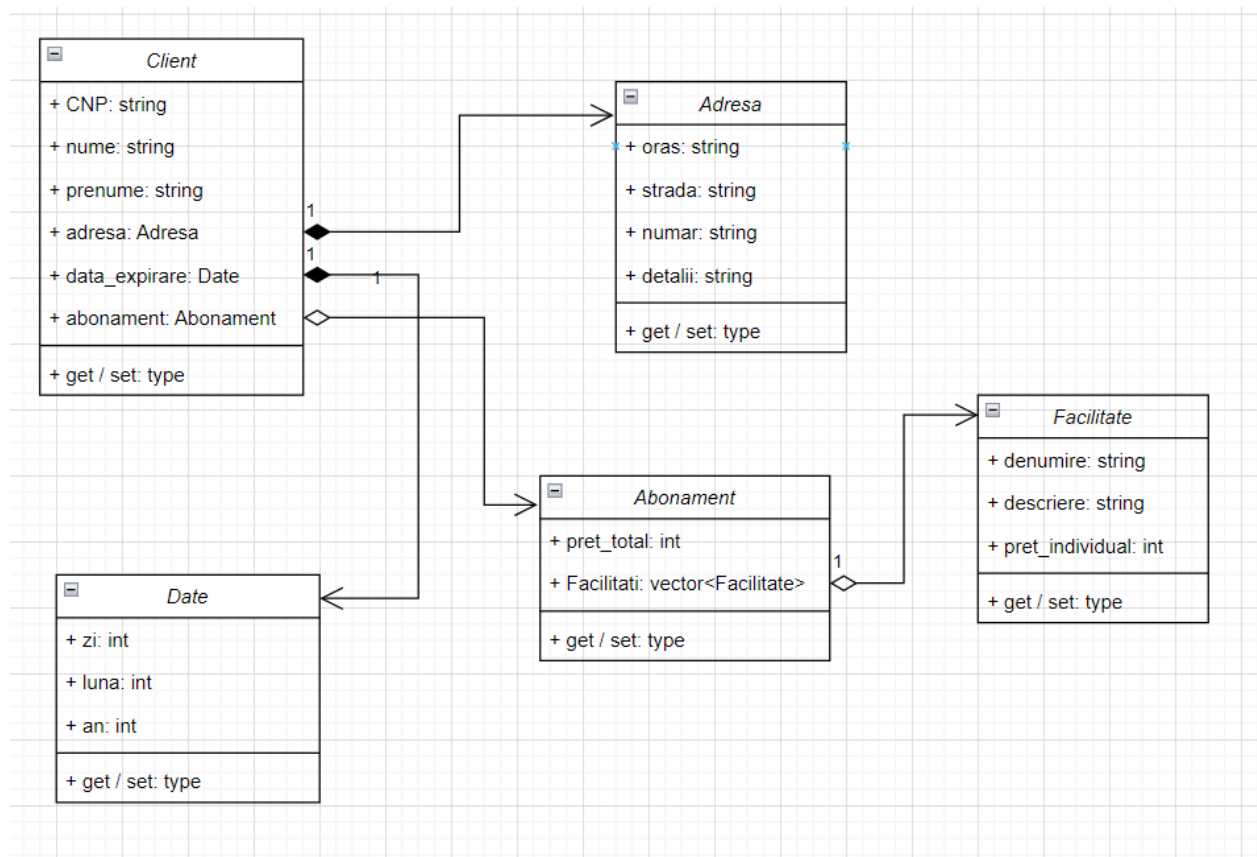 Client
+ CNP: string
+ nume: string
+ prenume: string
+ adresa: Adresa
1
+ data_expirare: Date
1
1
+ abonament: Abonament
+ get / set: type
Adresa
+ oras: string
+ strada: string
+ numar: string
+ detalii: string
+ get / set: type
Facilitate
+ denumire: string
+ descriere: string
+ pret_individual: int
+ get / set: type
Abonament
+ pret_total: int
+ Facilitati: vector<Facilitate>
1
+ get / set: type
Date
+ zi: int
+ luna: int
+ an: int
+ get / set: type